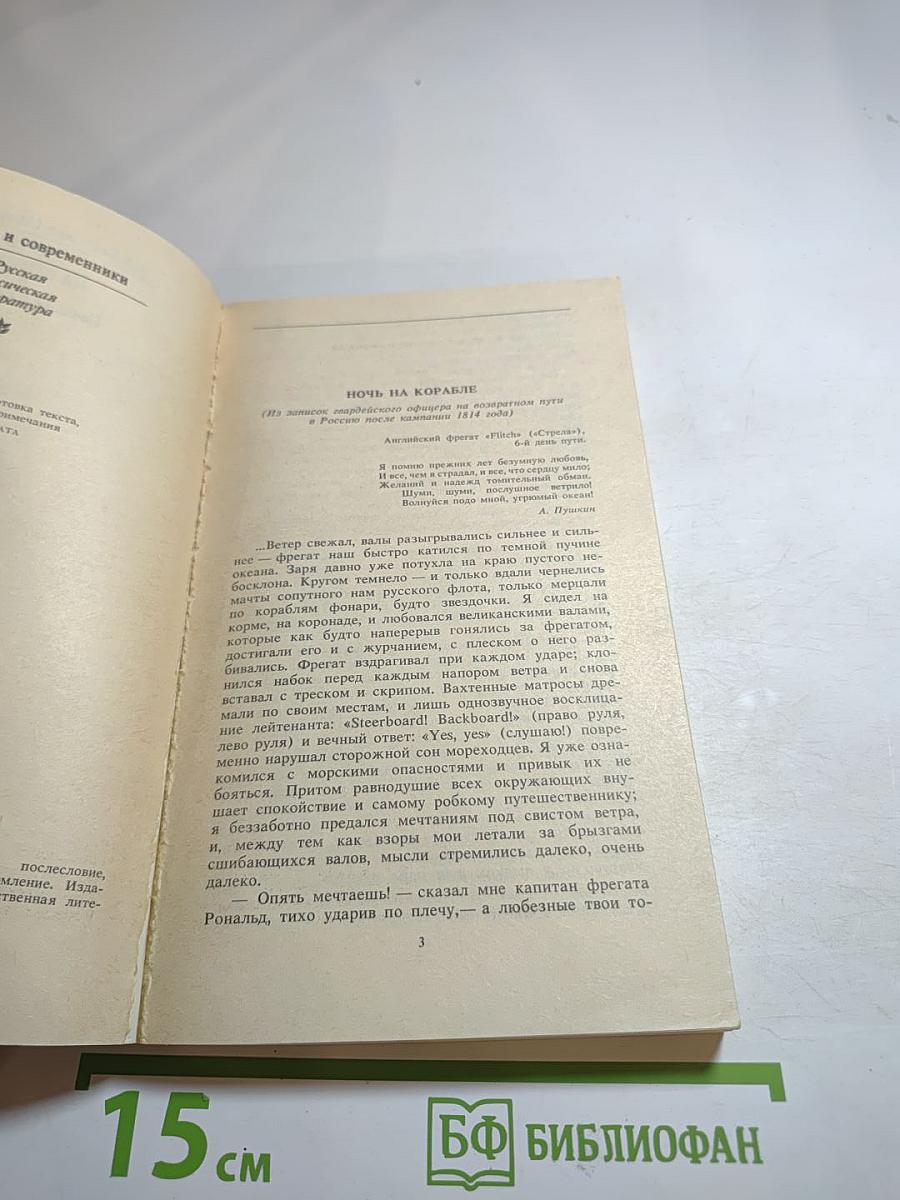 и современники
Русская
ратура
товка текста,
римечания
АТА
послесловие,
мление. Изда-
ственная лите-
НОЧЬ НА КОРАБЛЕ
(Из записок гвардейского офицера на возвратном пути
в Россию после кампании 1814 года)
Английский фрегат «Flitch» («Стрела»),
6-й день пути.
Я помню прежних лет безумную любовь,
И все, чем я страдал, и все, что сердцу мило;
Желаний и надежд томительный обман.
Шуми, шуми, послушное ветрило!
Волнуйся подо мной, угрюмый океан!
А. Пушкин
...Ветер свежал, валы разыгрывались сильнее и силь-
нее — фрегат наш быстро катился по темной пучине
океана. Заря давно уже потухла на краю пустого не-
босклона. Кругом темнело — и только вдали чернелись
мачты сопутного нам русского флота, только мерцали
по кораблям фонари, будто звездочки. Я сидел на
корме, на коронаде, и любовался великанскими валами,
которые как будто наперерыв гонялись за фрегатом,
достигали его и с журчанием, с плеском о него раз-
бивались. Фрегат вздрагивал при каждом ударе; кло-
нился набок перед каждым напором ветра и снова
вставал с треском и скрипом. Вахтенные матросы дре-
мали по своим местам, и лишь однозвучное восклица-
ние лейтенанта: «Steerboard! Backboard!» (право руля,
лево руля) и вечный ответ: «Yes, yes» (слушаю!) повре-
менно нарушал сторожной сон мореходцев. Я уже озна-
комился с морскими опасностями и привык их не
бояться. Притом равнодушие всех окружающих вну-
шает спокойствие и самому робкому путешественнику;
я беззаботно предался мечтаниям под свистом ветра,
и, между тем как взоры мои летали за брызгами
сшибающихся валов, мысли стремились далеко, очень
далеко.
— Опять мечтаешь! — сказал мне капитан фрегата
Рональд, тихо ударив по плечу,— а любезные твои то-
3
15 см
БФ БИБЛИОФАН